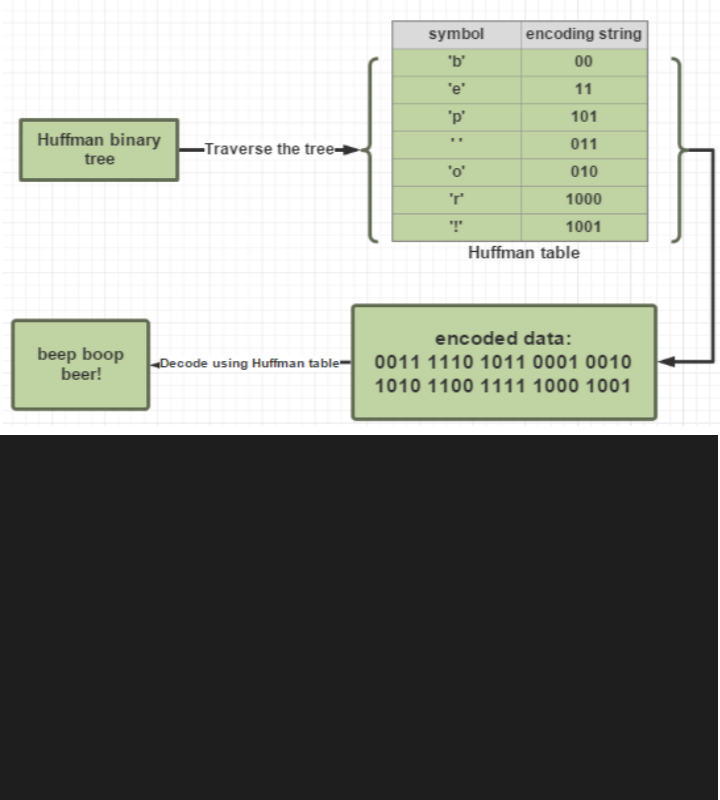 symbol encoding string
'b' 00
'e' 11
'p' 101
' ' 011
'o' 010
'r' 1000
'!' 1001
Huffman table
Huffman binary
tree
Traverse the tree
encoded data:
0011 1110 1011 0001 0010
1010 1100 1111 1000 1001
Decode using Huffman table
beep boop
beer!